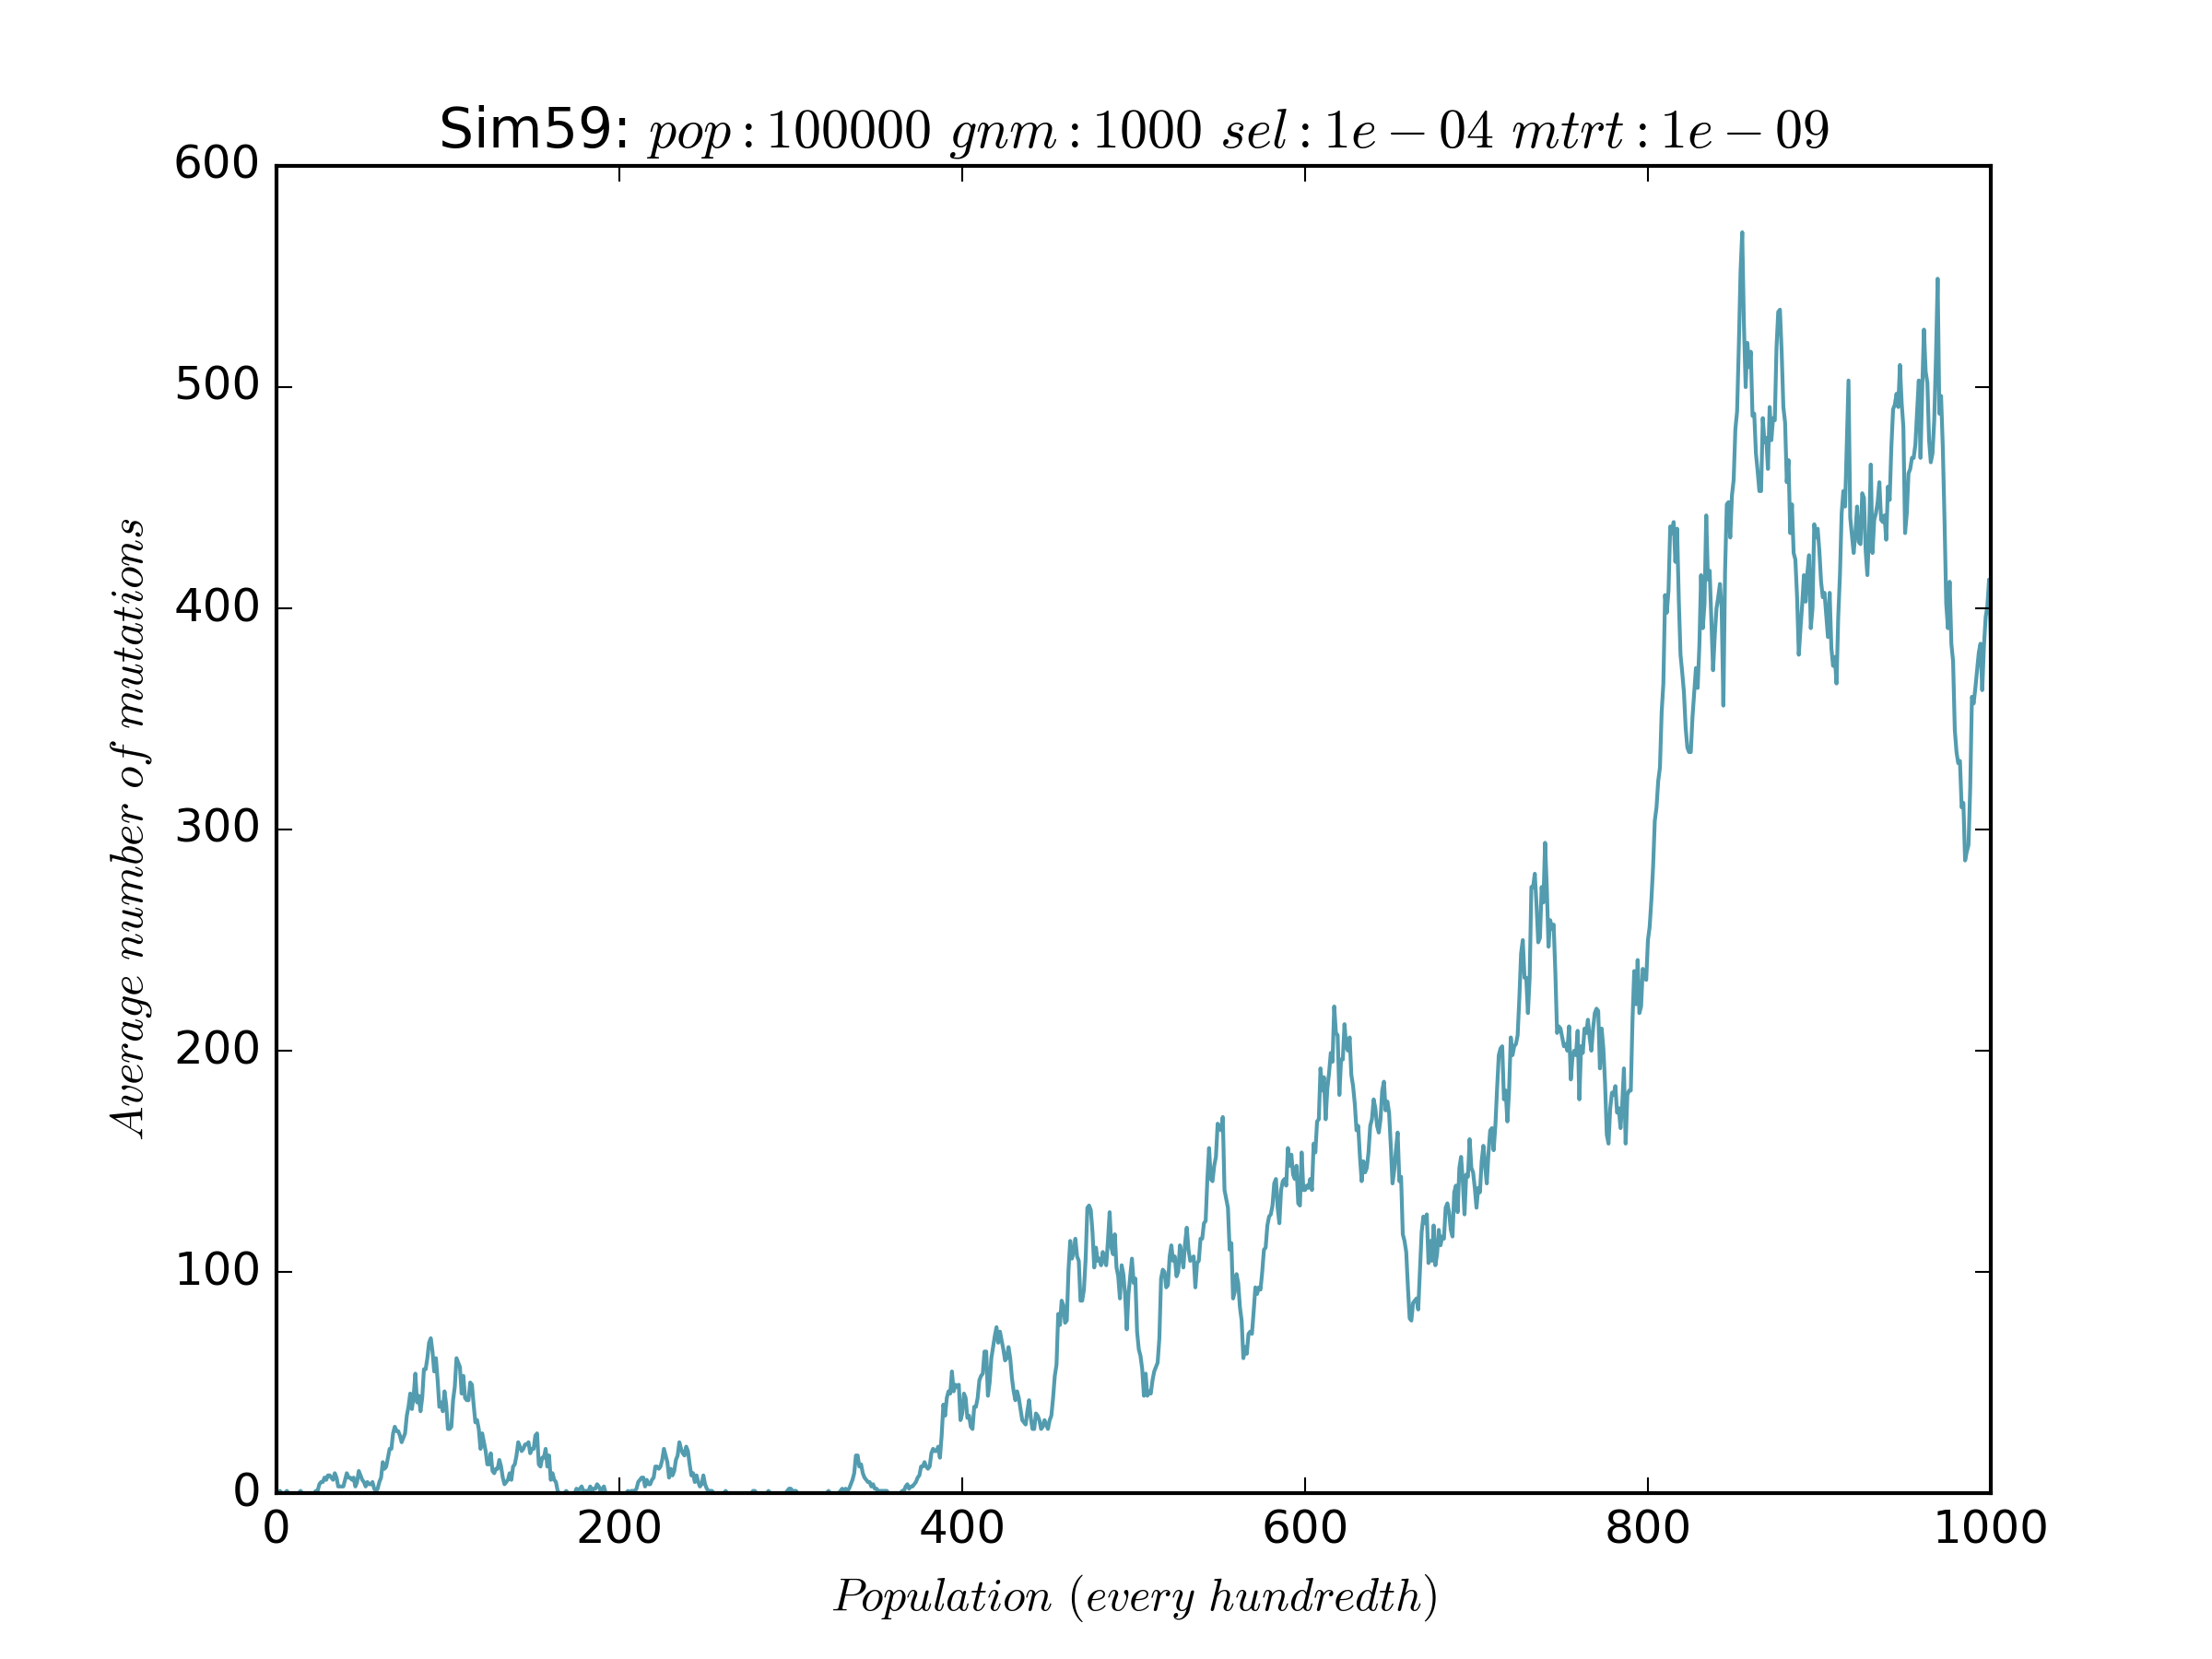 Sim59: pop : 100000 gnm : 1000 sel : 1e − 04 mtrt : 1e − 09
600
500
400
300
200
100
0
Average number of mutations
0 200 400 600 800 1000
Population (every hundredth)